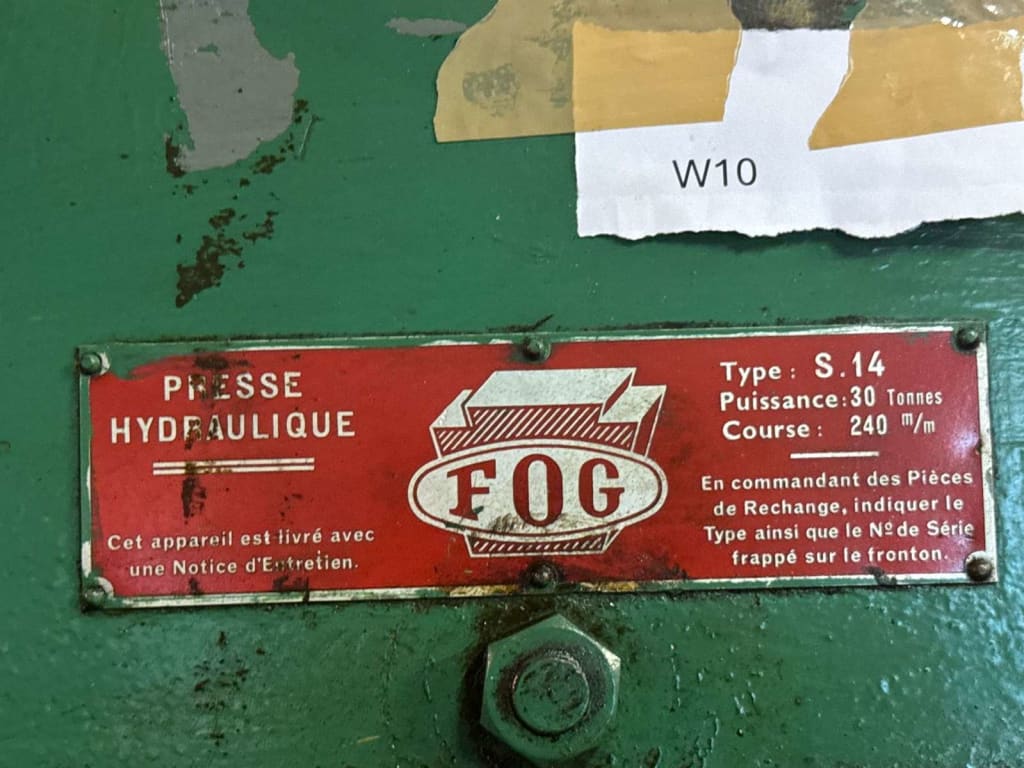 W10
PRESSE
HYDRAULIQUE
Cet appareil est livré avec
une Notice d'Entretien.
FOG
Type : S.14
Puissance : 30 Tonnes
Course : 240 m/m
En commandant des Pièces
de Rechange, indiquer le
Type ainsi que le Nº de Série
frappé sur le fronton.